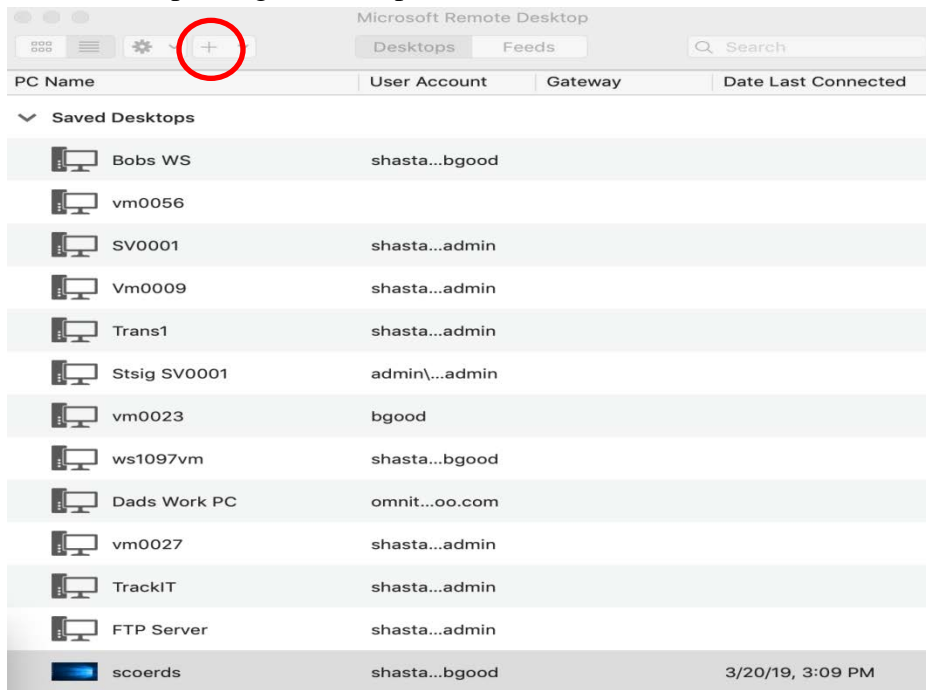 Microsoft Remote Desktop
Desktops Feeds Search
PC Name User Account Gateway Date Last Connected
Saved Desktops
Bobs WS shasta...bgood
vm0056
SV0001 shasta...admin
Vm0009 shasta...admin
Trans1 shasta...admin
Stsig SV0001 admin\...admin
vm0023 bgood
ws1097vm shasta...bgood
Dads Work PC omnit...oo.com
vm0027 shasta...admin
TrackIT shasta...admin
FTP Server shasta...admin
scoerds shasta...bgood 3/20/19, 3:09 PM